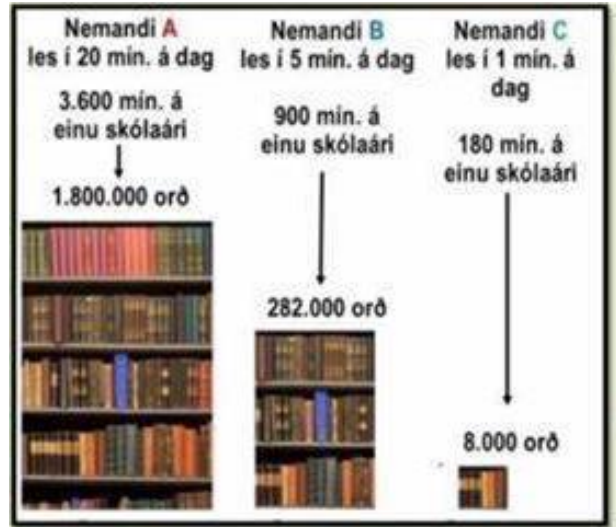 Nemandi A
les í 20 mín. á dag
3.600 mín. á
einu skólaári
1.800.000 orð
Nemandi B
les í 5 mín. á dag
900 mín. á
einu skólaári
282.000 orð
Nemandi C
les í 1 mín. á
dag
180 mín. á
einu skólaári
8.000 orð